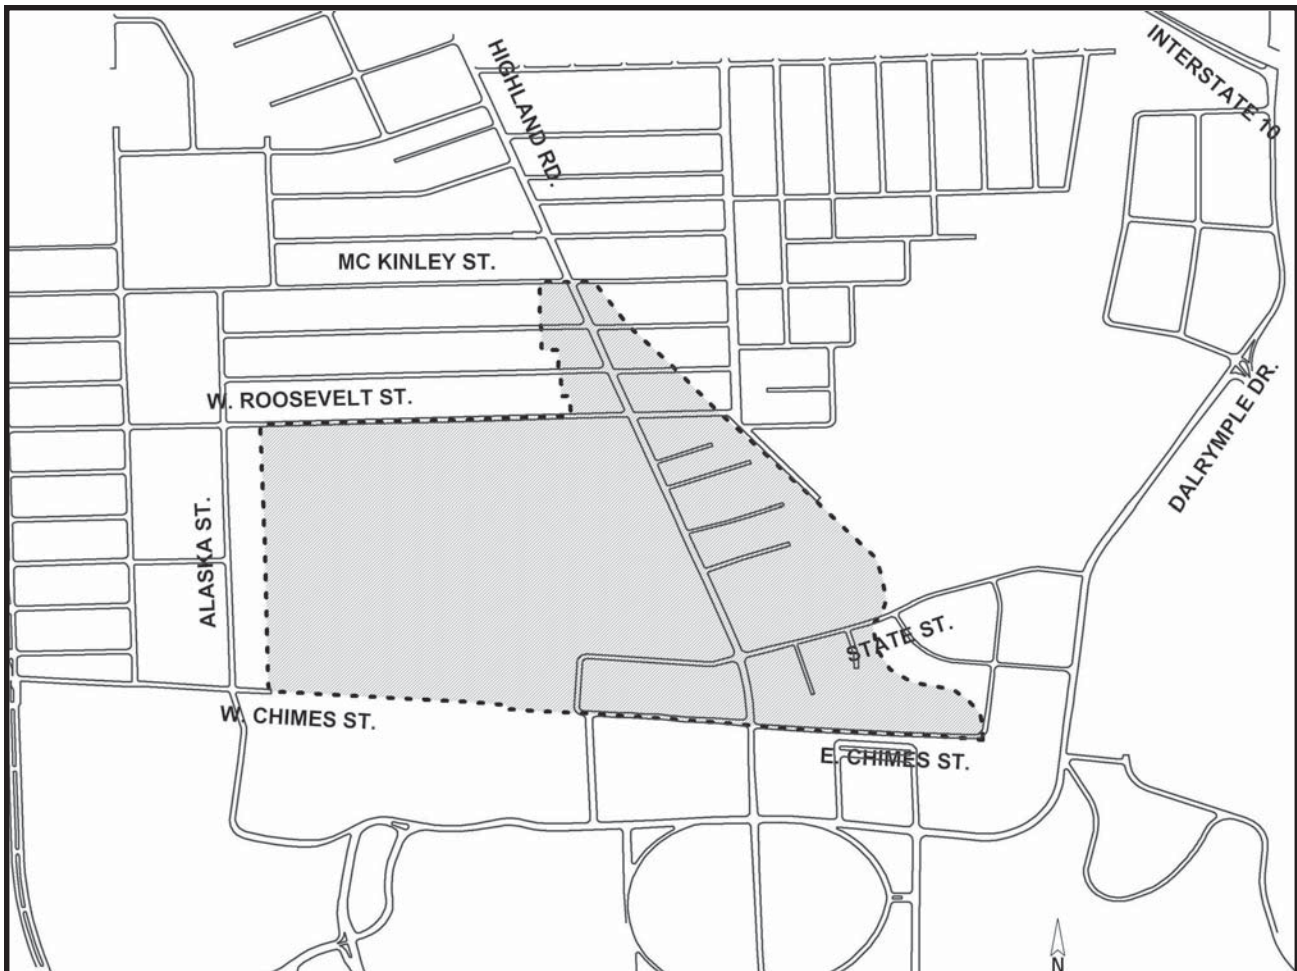 HIGHLAND RD.
INTERSTATE 10
MC KINLEY ST.
W. ROOSEVELT ST.
DALRYMPLE DR.
ALASKA ST.
STATE ST.
W. CHIMES ST.
E. CHIMES ST.
N